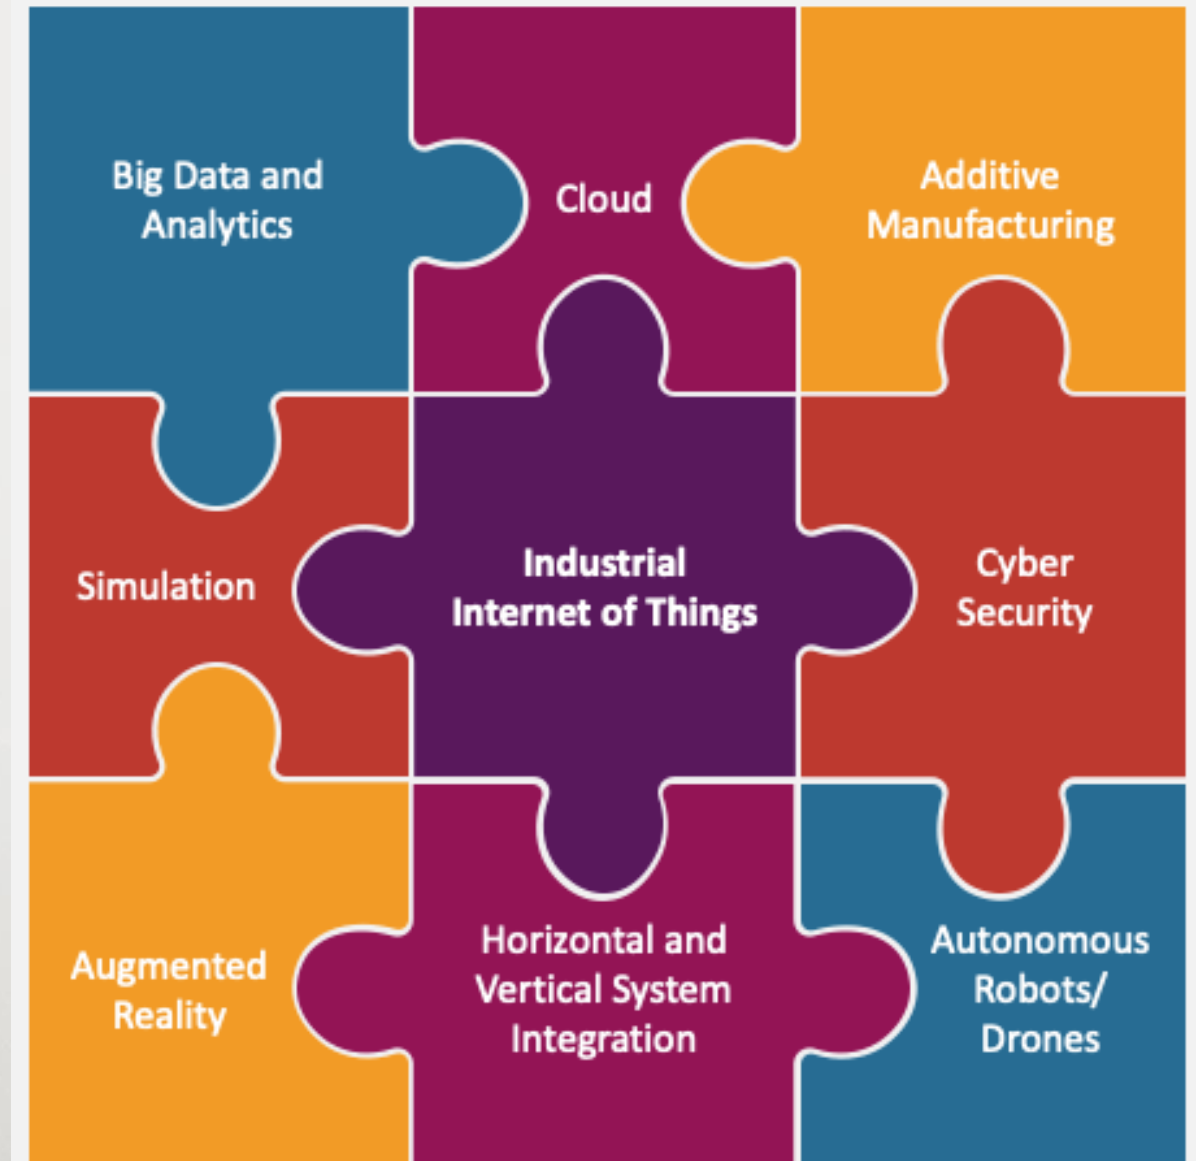 Big Data and
Analytics
Cloud
Additive
Manufacturing
Simulation
Industrial
Internet of Things
Cyber
Security
Augmented
Reality
Horizontal and
Vertical System
Integration
Autonomous
Robots/
Drones